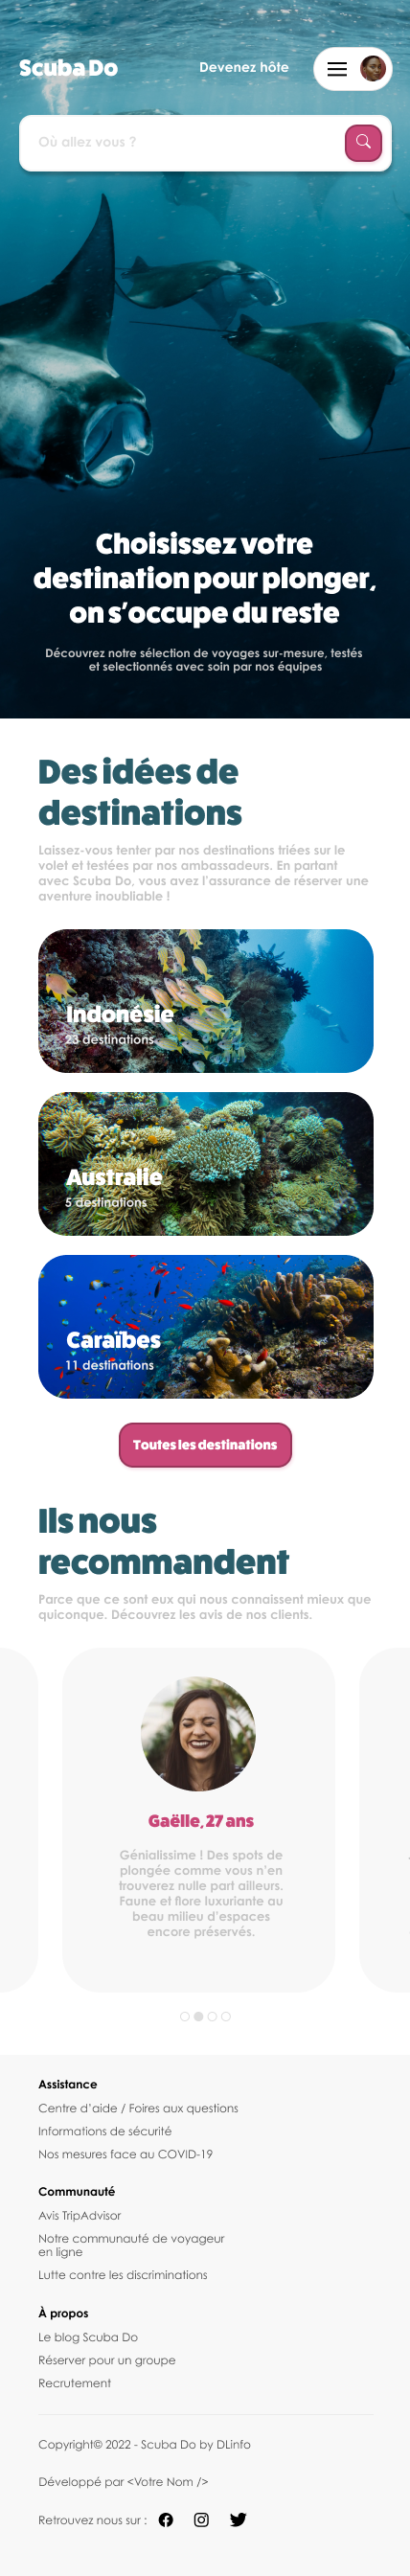 Scuba Do
Devenez hôte
Où allez vous ?
Choisissez votre
destination pour plonger,
on s'occupe du reste
Découvrez notre sélection de voyages sur-mesure, testés
et selectionnés avec soin par nos équipes
Des idées de
destinations
Laissez-vous tenter par nos destinations triées sur le
volet et testées par nos ambassadeurs. En partant
avec Scuba Do, vous avez l'assurance de réserver une
aventure inoubliable !
Indonésie
23 destinations
Australie
5 destinations
Caraïbes
11 destinations
Toutes les destinations
Ils nous
recommandent
Parce que ce sont eux qui nous connaissent mieux que
quiconque. Découvrez les avis de nos clients.
Gaëlle, 27 ans
Génialissime ! Des spots de
plongée comme vous n'en
trouverez nulle part ailleurs.
Faune et flore luxuriante au
beau milieu d'espaces
encore préservés.
Assistance
Centre d'aide / Foires aux questions
Informations de sécurité
Nos mesures face au COVID-19
Communauté
Avis TripAdvisor
Notre communauté de voyageur
en ligne
Lutte contre les discriminations
À propos
Le blog Scuba Do
Réserver pour un groupe
Recrutement
Copyright© 2022 - Scuba Do by DLinfo
Développé par <Votre Nom />
Retrouvez nous sur :